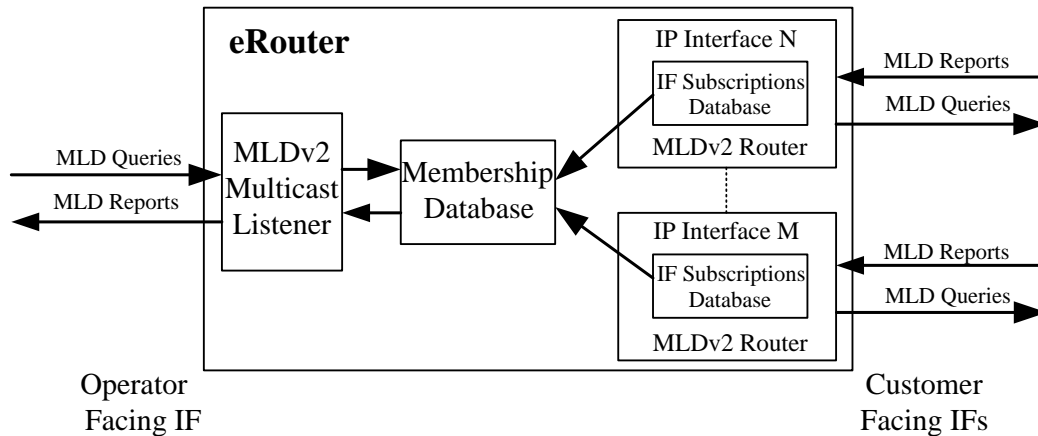 eRouter
MLD Queries
MLD Reports
MLDv2
Multicast
Listener
Membership
Database
IP Interface N
IF Subscriptions
Database
MLDv2 Router
IP Interface M
IF Subscriptions
Database
MLDv2 Router
MLD Reports
MLD Queries
MLD Reports
MLD Queries
Operator
Facing IF
Customer
Facing IFs